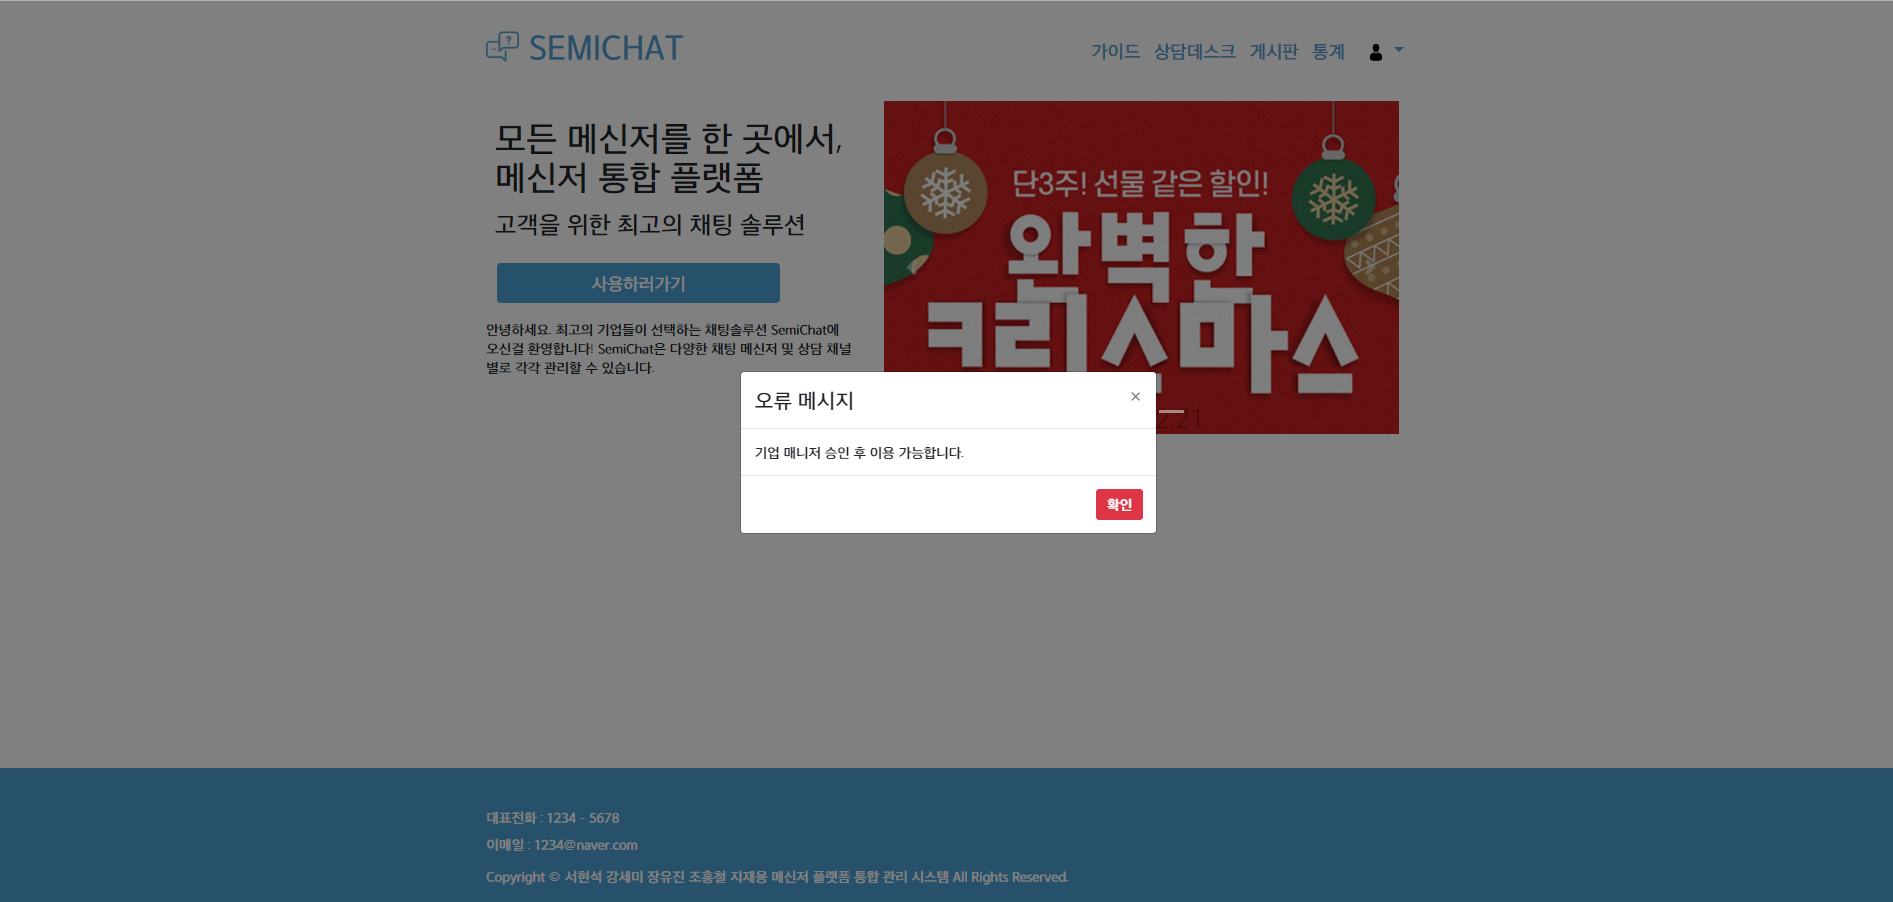 SEMICHAT
가이드 상담데스크 게시판 통계
모든 메신저를 한 곳에서,
메신저 통합 플랫폼
고객을 위한 최고의 채팅 솔루션
사용하러가기
안녕하세요. 최고의 기업들이 선택하는 채팅솔루션 SemiChat에
오신걸 환영합니다! SemiChat은 다양한 채팅 메신저 및 상담 채널
별로 각각 관리할 수 있습니다.
단3주! 선물 같은 할인!
완벽한
크리스마스
2.21
오류 메시지
×
기업 매니저 승인 후 이용 가능합니다.
확인
대표전화 : 1234 - 5678
이메일 : 1234@naver.com
Copyright © 서현석 강세미 장유진 조홍철 지재용 메신저 플랫폼 통합 관리 시스템 All Rights Reserved.